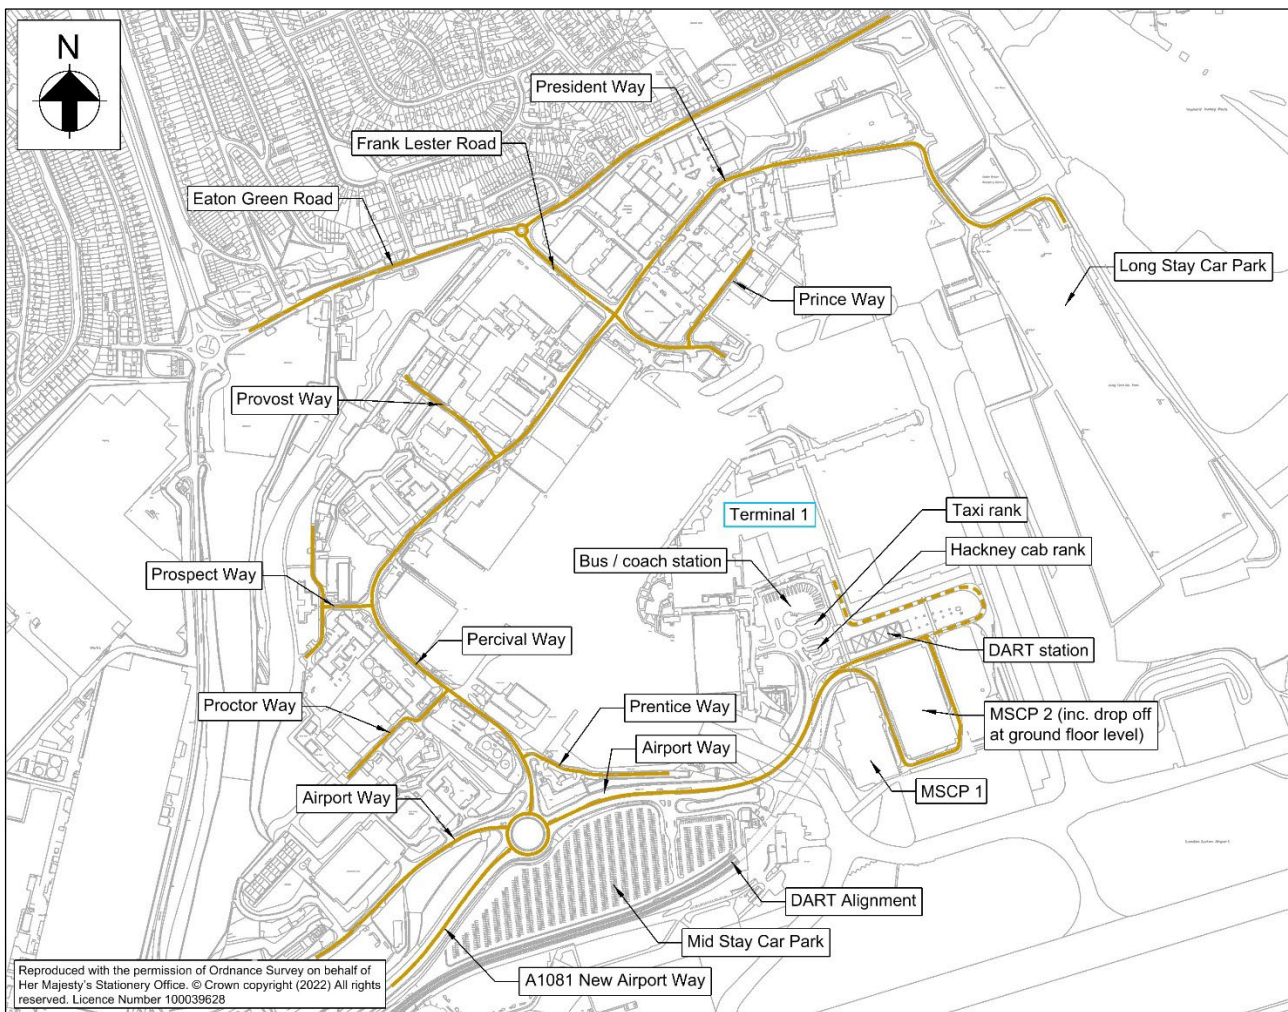 N
President Way
Frank Lester Road
Eaton Green Road
Long Stay Car Park
Prince Way
Provost Way
Terminal 1
Taxi rank
Hackney cab rank
Bus / coach station
Prospect Way
Percival Way
DART station
Proctor Way
Prentice Way
MSCP 2 (inc. drop off
at ground floor level)
Airport Way
MSCP 1
Airport Way
DART Alignment
Mid Stay Car Park
A1081 New Airport Way
Reproduced with the permission of Ordnance Survey on behalf of
Her Majesty's Stationery Office. © Crown copyright (2022) All rights
reserved. Licence Number 100039628